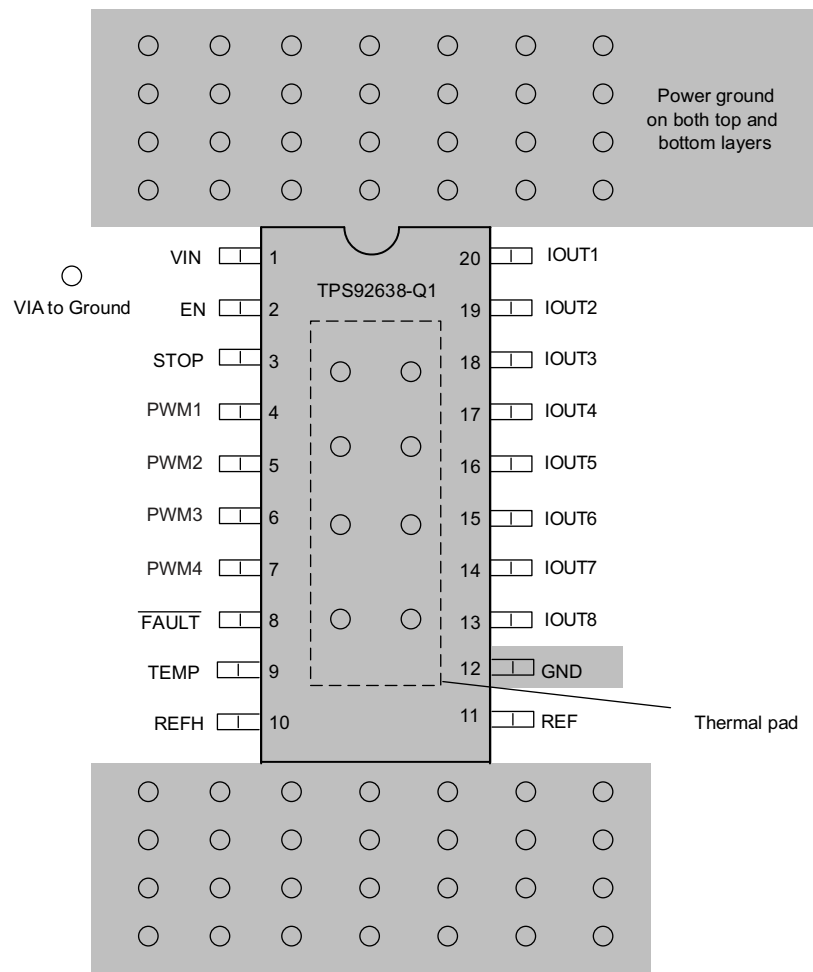 Power ground
on both top and
bottom layers
VIA to Ground
TPS92638-Q1
VIN 1
EN 2
STOP 3
PWM1 4
PWM2 5
PWM3 6
PWM4 7
FAULT 8
TEMP 9
REFH 10
20 IOUT1
19 IOUT2
18 IOUT3
17 IOUT4
16 IOUT5
15 IOUT6
14 IOUT7
13 IOUT8
12 GND
11 REF
Thermal pad